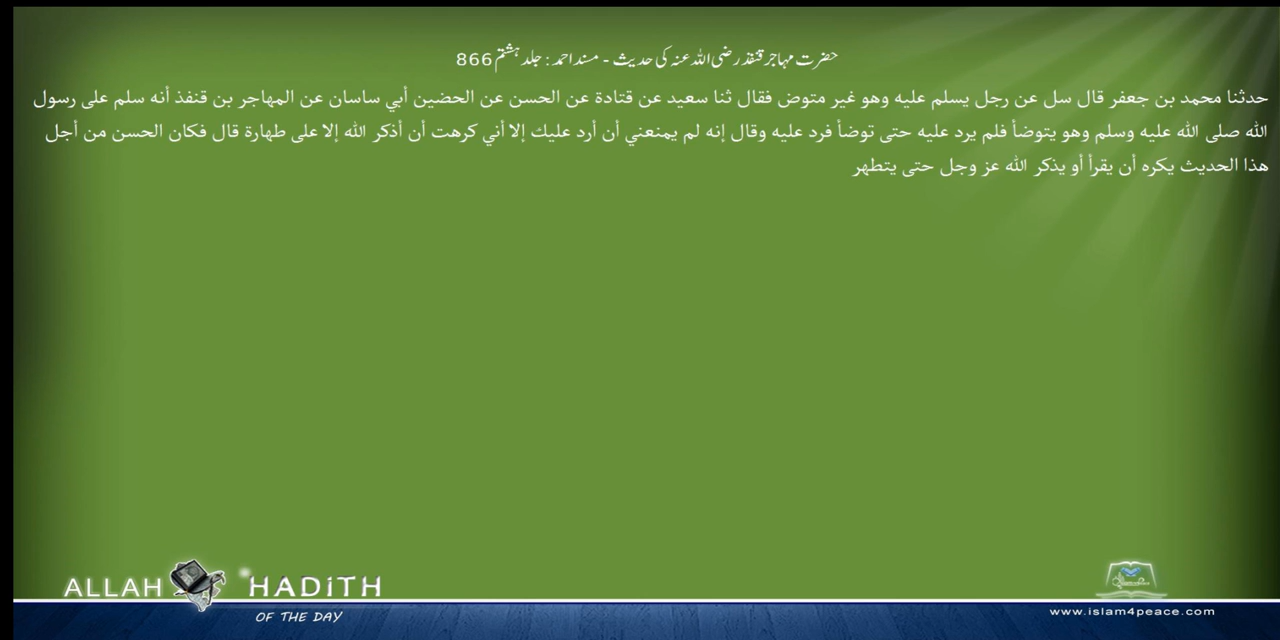 حضرت مہاجر قنفذ رضی اللہ عنہ کی حدیث - مسند احمد : جلد ہشتم 866
حدثنا محمد بن جعفر قال سل عن رجل يسلم عليه وهو غير متوض فقال ثنا سعيد عن قتادة عن الحسن عن الحضين أبي ساسان عن المهاجر بن قنفذ أنه سلم على رسول
الله صلى الله عليه وسلم وهو يتوضأ فلم يرد عليه حتى توضأ فرد عليه وقال إنه لم يمنعني أن أرد عليك إلا أني كرهت أن أذكر الله إلا على طهارة قال فكان الحسن من أجل
هذا الحديث يكره أن يقرأ أو يذكر الله عز وجل حتى يتطهر
ALLAH HADITH
OF THE DAY
www.islam4peace.com